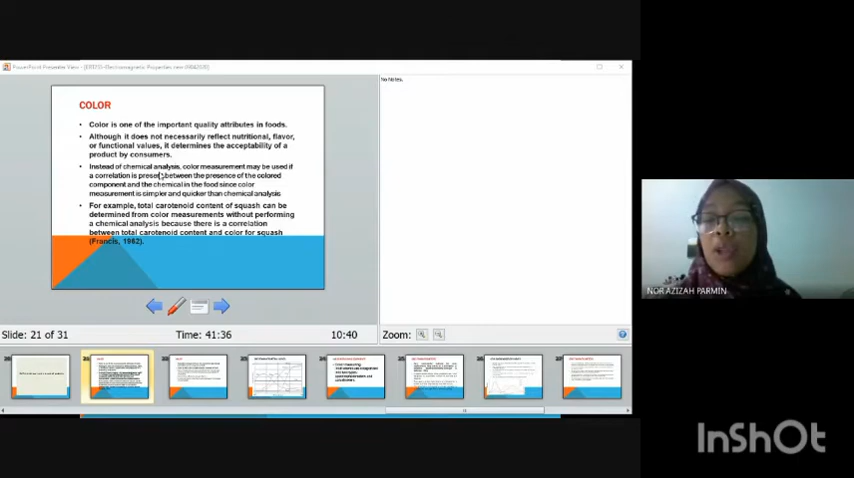 PowerPoint Presenter View - [
COLOR
• Color is one of the important quality attributes in foods.
• Although it does not necessarily reflect nutritional, flavor,
or functional values, it determines the acceptability of a
product by consumers.
• Instead of chemical analysis, color measurement may be used if
a correlation is present between the presence of the colored
component and the chemical in the food since color
measurement is simpler and quicker than chemical analysis
• For example, total carotenoid content of squash can be
determined from color measurements without performing
a chemical analysis because there is a correlation
between total carotenoid content and color for squash
(Francis, 1962).
No Notes.
NOR AZIZAH PARMIN
Slide: 21 of 31
Time: 41:36
10:40
Zoom:
InShOt